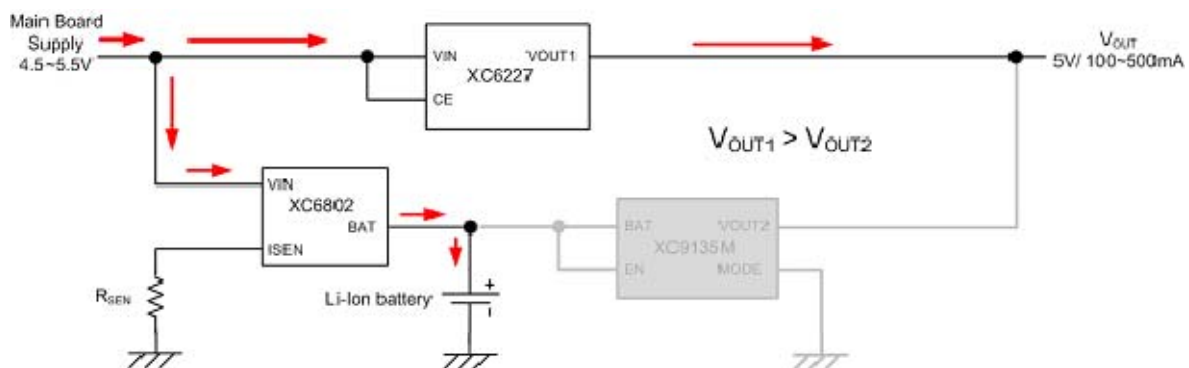 Main Board
Supply
4.5~5.5V
VIN
VOUT1
XC6227
CE
VOUT
5V/ 100~500mA
VOUT1 > VOUT2
VIN
XC6802
BAT
ISEN
RSEN
Li-Ion battery
+
-
BAT
VOUT2
XC9135M
EN
MODE